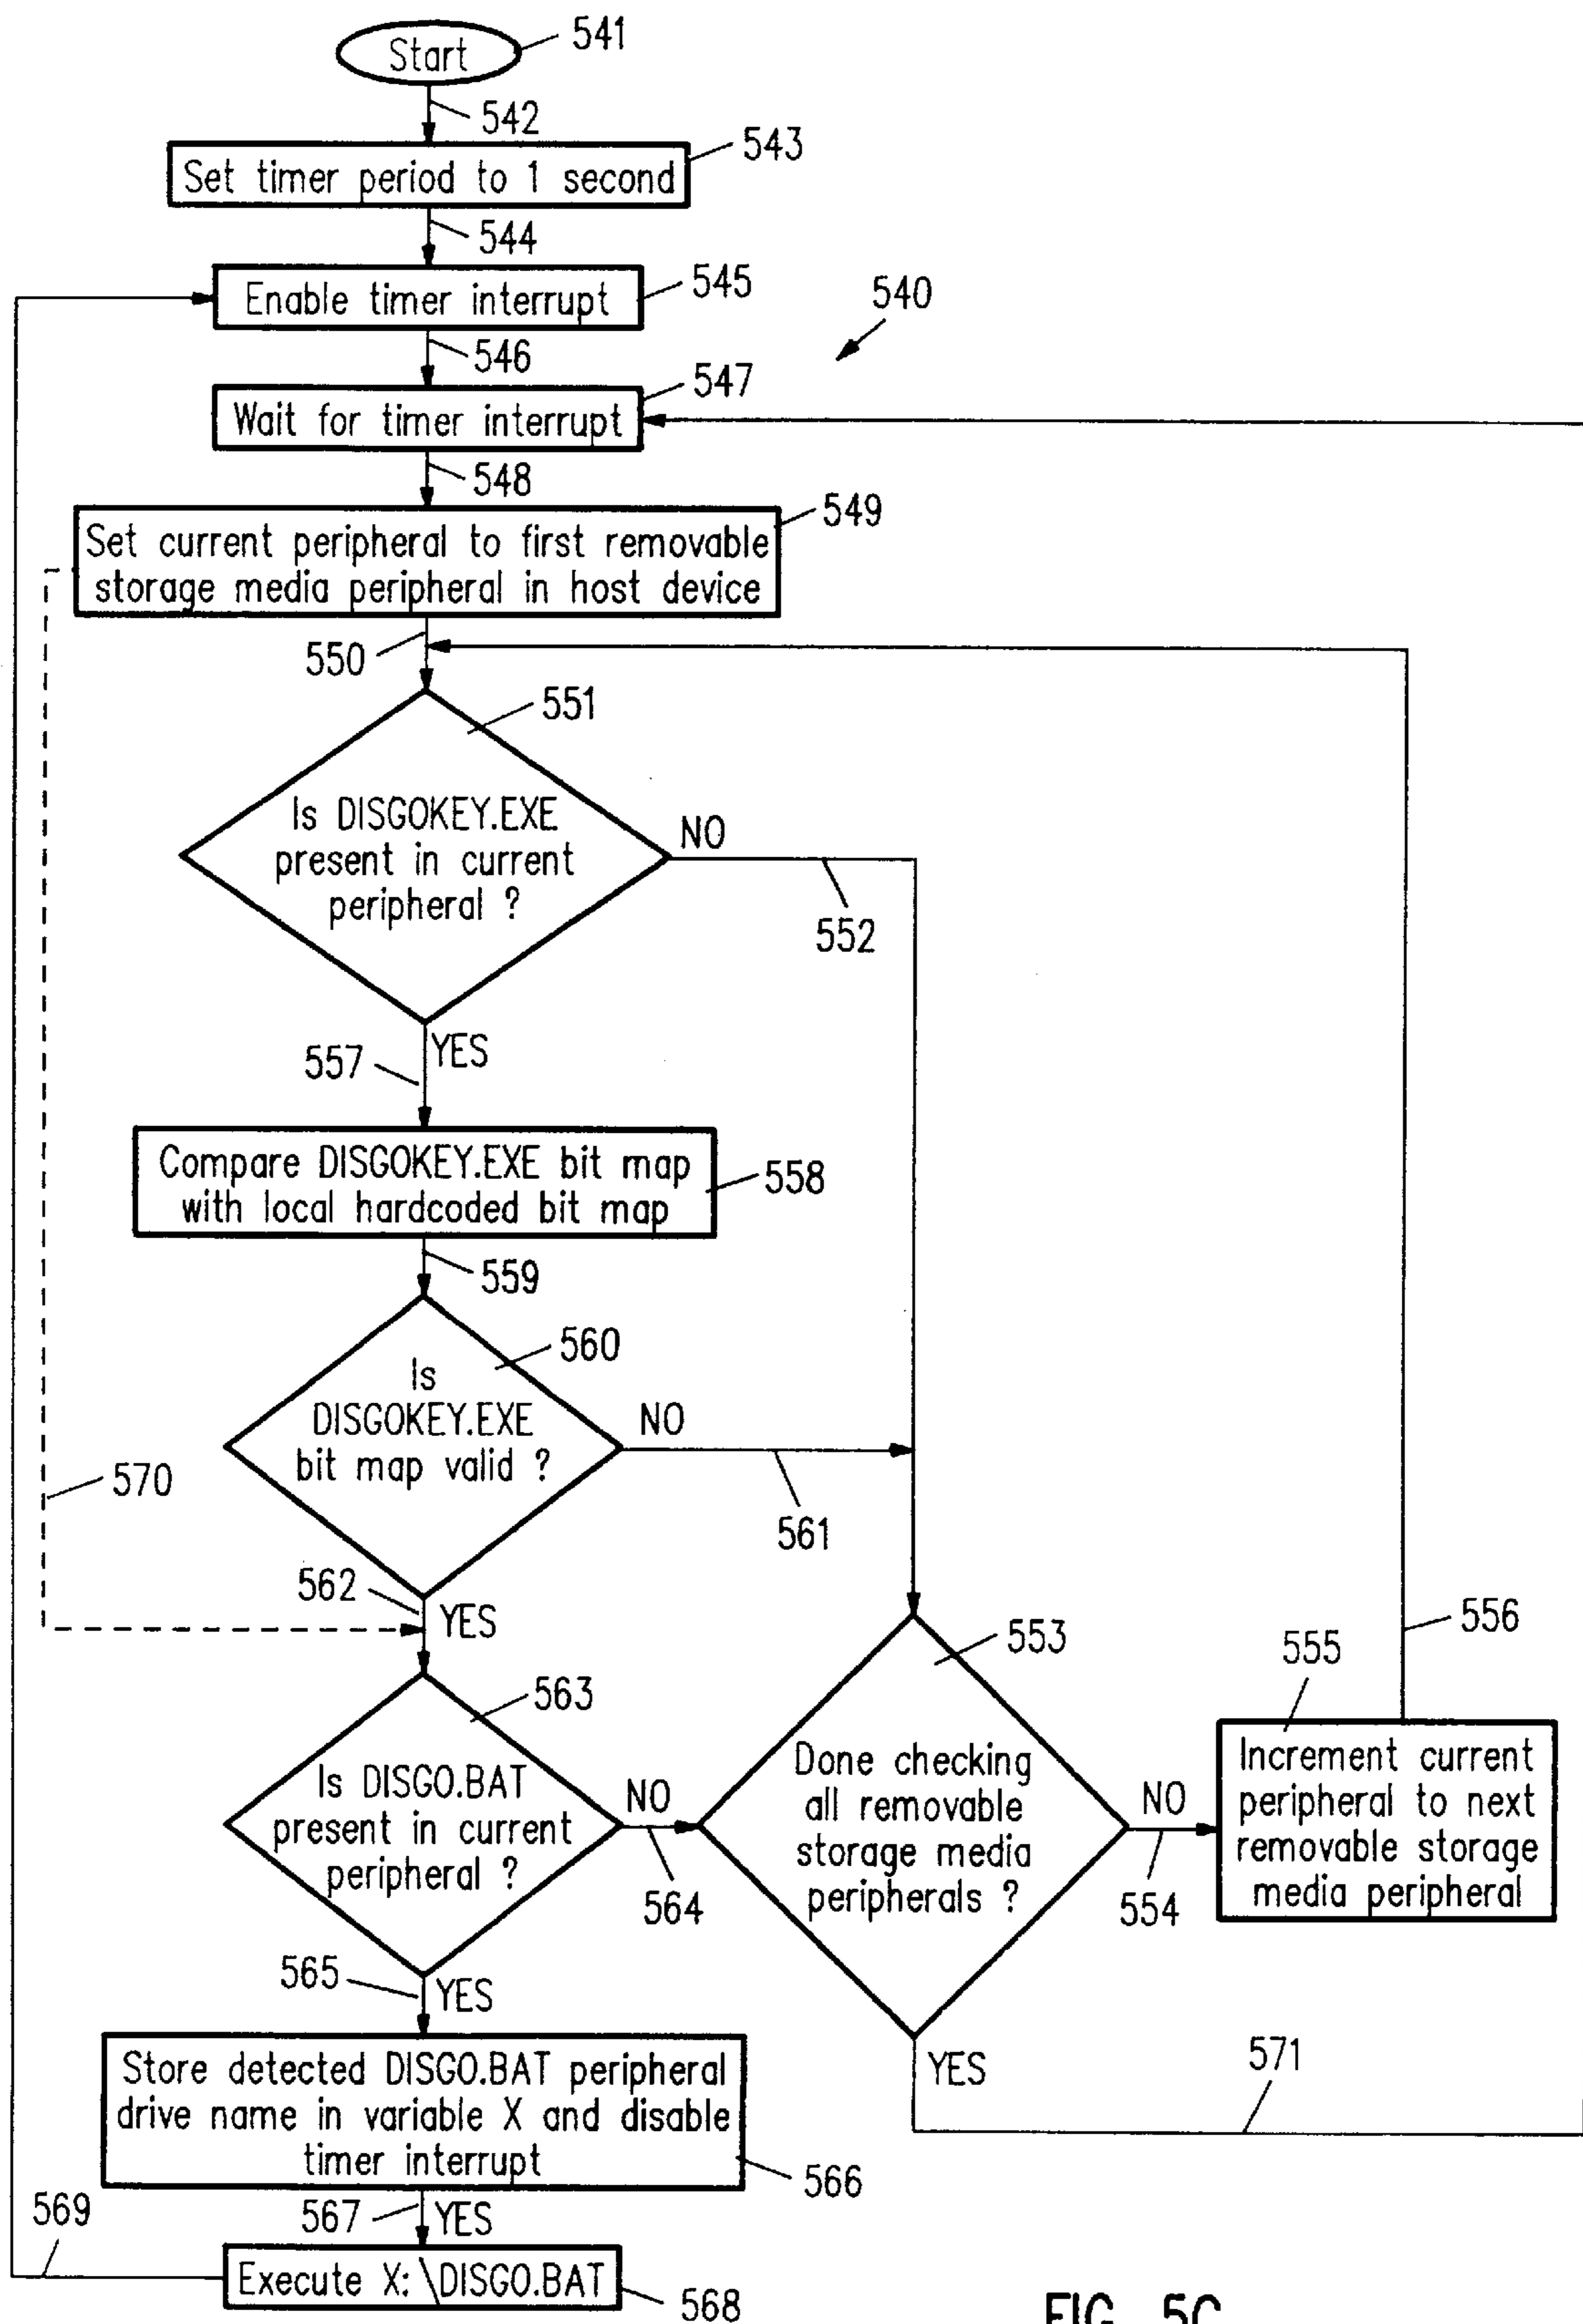 Start
541
542
Set timer period to 1 second
543
544
Enable timer interrupt
545
540
546
Wait for timer interrupt
547
548
Set current peripheral to first removable
storage media peripheral in host device
549
550
551
Is DISGOKEY.EXE
present in current
peripheral ?
NO
552
YES
557
Compare DISGOKEY.EXE bit map
with local hardcoded bit map
558
559
560
Is
DISGOKEY.EXE
bit map valid ?
NO
561
570
562
YES
563
Is DISGO.BAT
present in current
peripheral ?
NO
564
553
Done checking
all removable
storage media
peripherals ?
NO
554
555
556
Increment current
peripheral to next
removable storage
media peripheral
565
YES
YES
571
Store detected DISGO.BAT peripheral
drive name in variable X and disable
timer interrupt
566
567
YES
569
Execute X:\DISGO.BAT
568
FIG. 5C